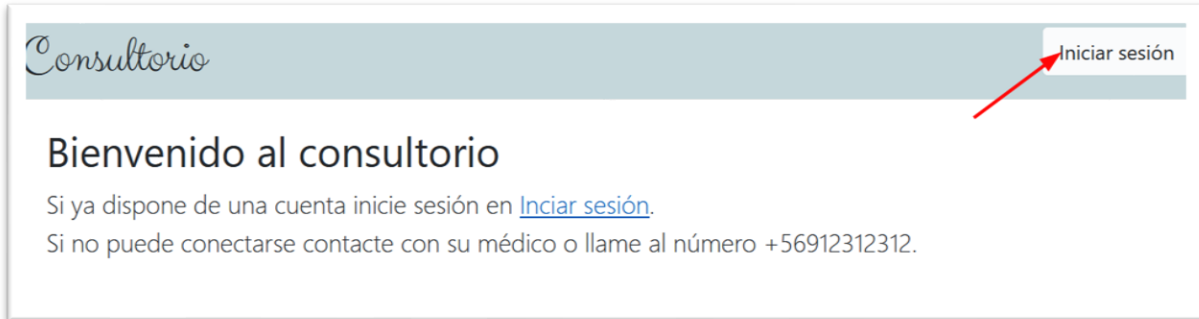 Consultorio
Iniciar sesión
Bienvenido al consultorio
Si ya dispone de una cuenta inicie sesión en Inciar sesión.
Si no puede conectarse contacte con su médico o llame al número +56912312312.